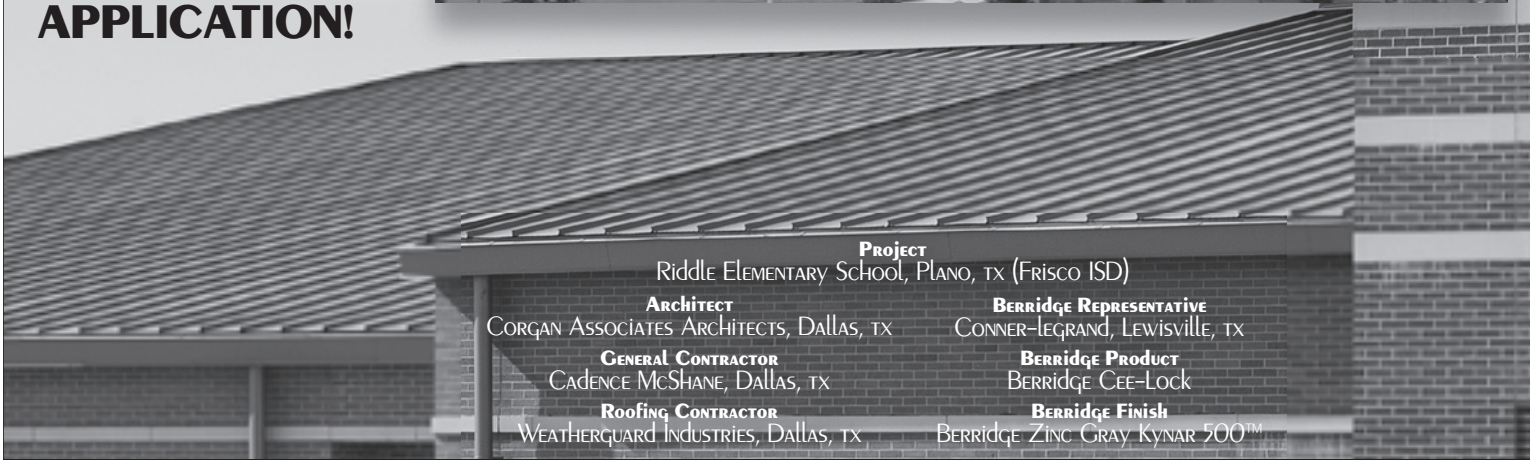 APPLICATION!
Project
Riddle Elementary School, Plano, TX (Frisco ISD)
Architect
Corgan Associates Architects, Dallas, TX
General Contractor
Cadence McShane, Dallas, TX
Roofing Contractor
Weatherguard Industries, Dallas, TX
Berridge Representative
Conner-legrand, Lewisville, TX
Berridge Product
Berridge Cee-Lock
Berridge Finish
Berridge Zinc Gray Kynar 500™